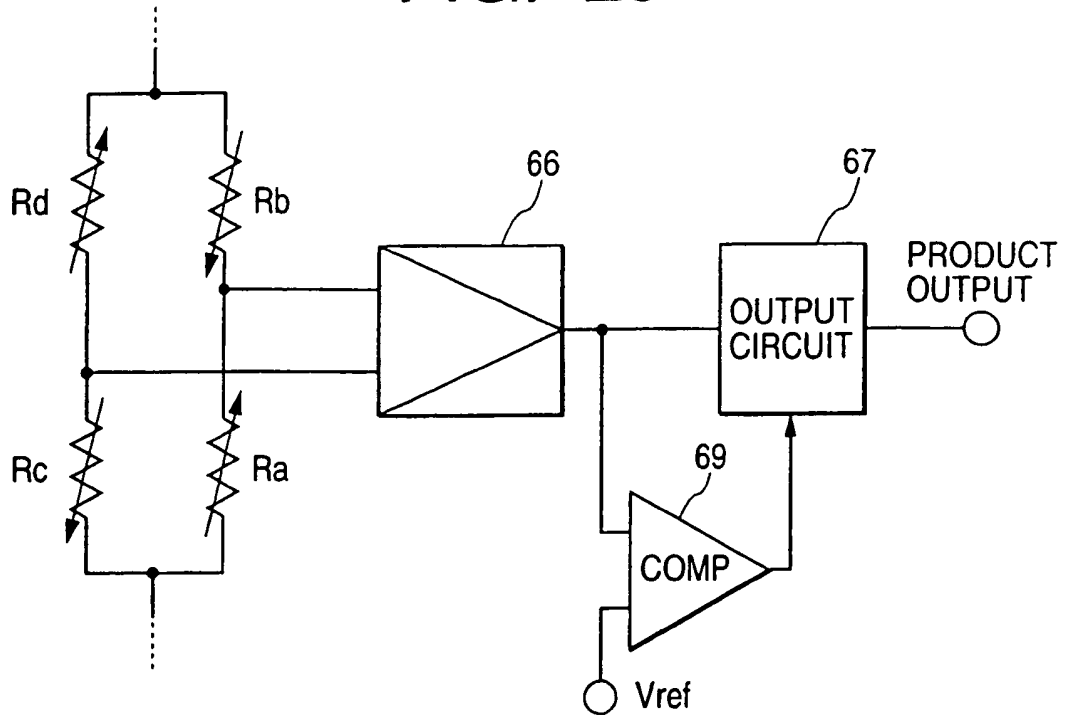 Rd
Rb
66
67
PRODUCT
OUTPUT
OUTPUT
CIRCUIT
Rc
Ra
69
COMP
Vref